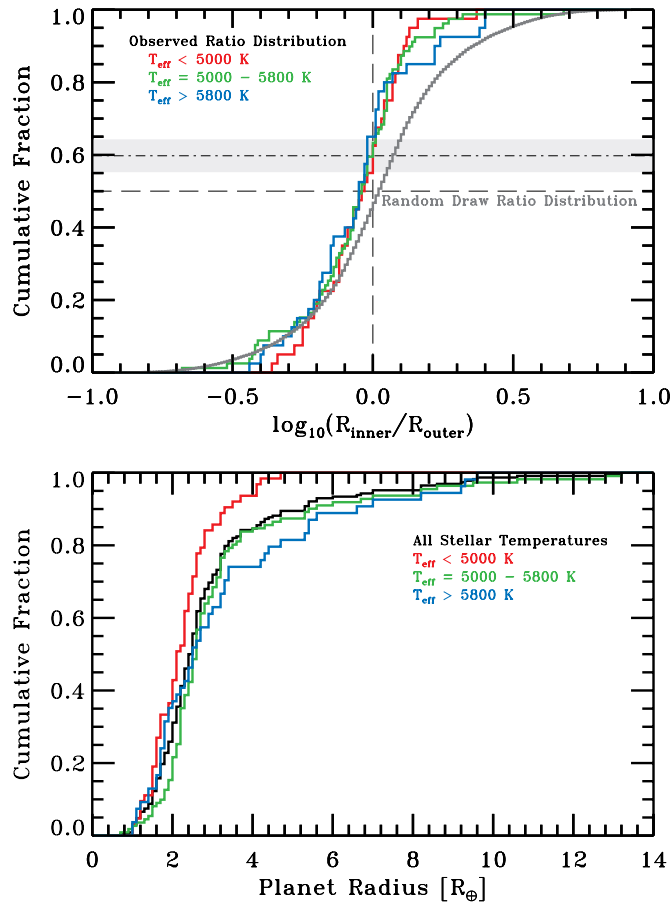 1.0
0.8
0.6
0.4
0.2
0.0
Cumulative Fraction
Observed Ratio Distribution
T_eff < 5000 K
T_eff = 5000 - 5800 K
T_eff > 5800 K
Random Draw Ratio Distribution
-1.0 -0.5 0.0 0.5 1.0
log₁₀(R_inner/R_outer)
1.0
0.8
0.6
0.4
0.2
0.0
Cumulative Fraction
All Stellar Temperatures
T_eff < 5000 K
T_eff = 5000 - 5800 K
T_eff > 5800 K
0 2 4 6 8 10 12 14
Planet Radius [R⊕]